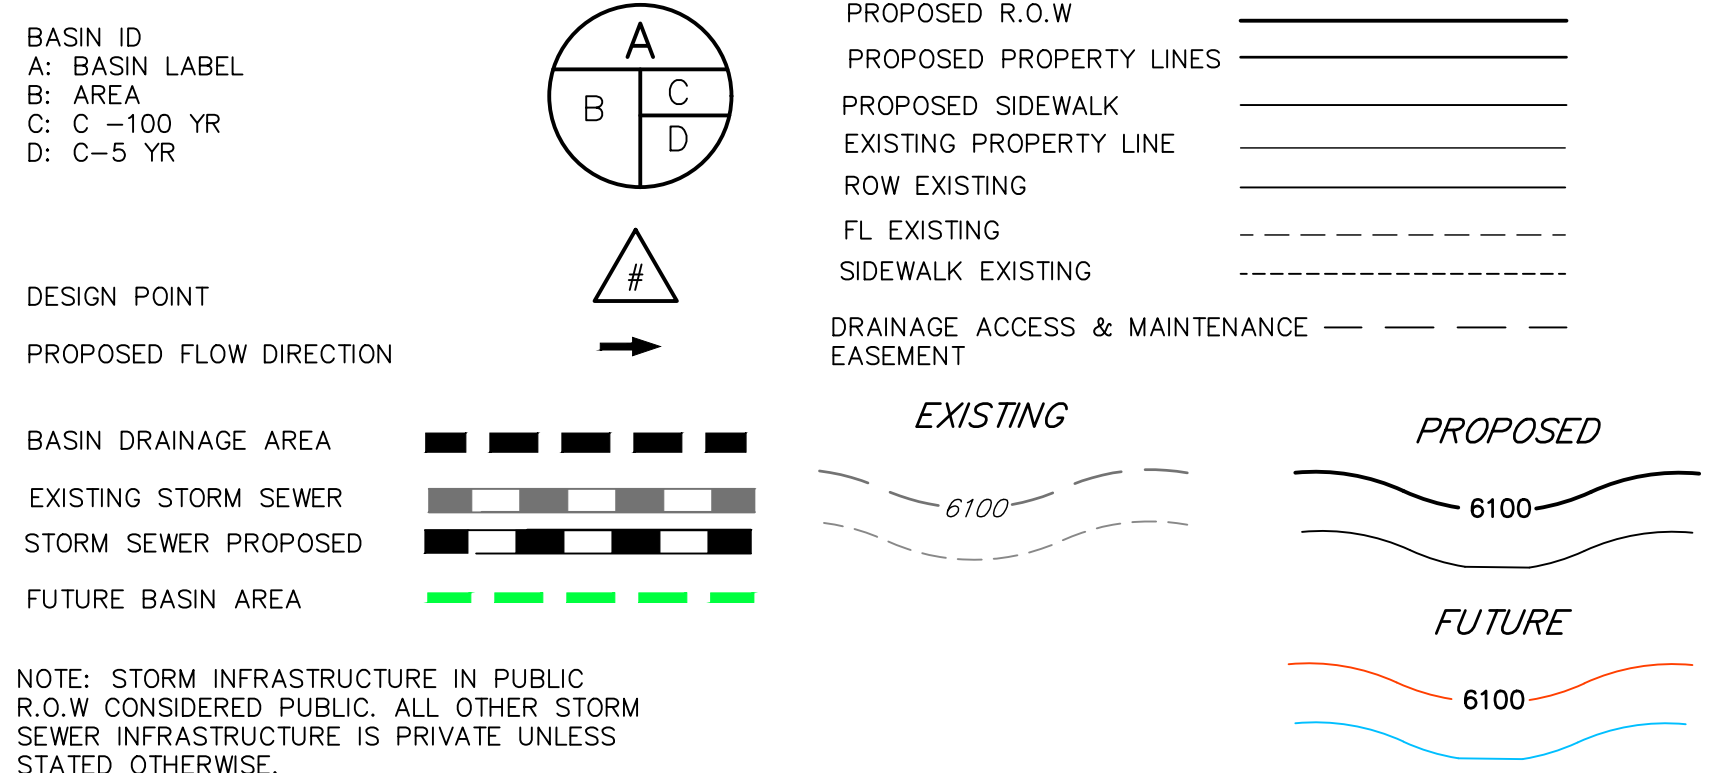 BASIN ID
A: BASIN LABEL
B: AREA
C: C -100 YR
D: C-5 YR
A
B
C
D
DESIGN POINT
#
PROPOSED FLOW DIRECTION
BASIN DRAINAGE AREA
EXISTING STORM SEWER
STORM SEWER PROPOSED
FUTURE BASIN AREA
NOTE: STORM INFRASTRUCTURE IN PUBLIC
R.O.W CONSIDERED PUBLIC. ALL OTHER STORM
SEWER INFRASTRUCTURE IS PRIVATE UNLESS
STATED OTHERWISE.
PROPOSED R.O.W
PROPOSED PROPERTY LINES
PROPOSED SIDEWALK
EXISTING PROPERTY LINE
ROW EXISTING
FL EXISTING
SIDEWALK EXISTING
DRAINAGE ACCESS & MAINTENANCE
EASEMENT
EXISTING
6100
PROPOSED
6100
FUTURE
6100